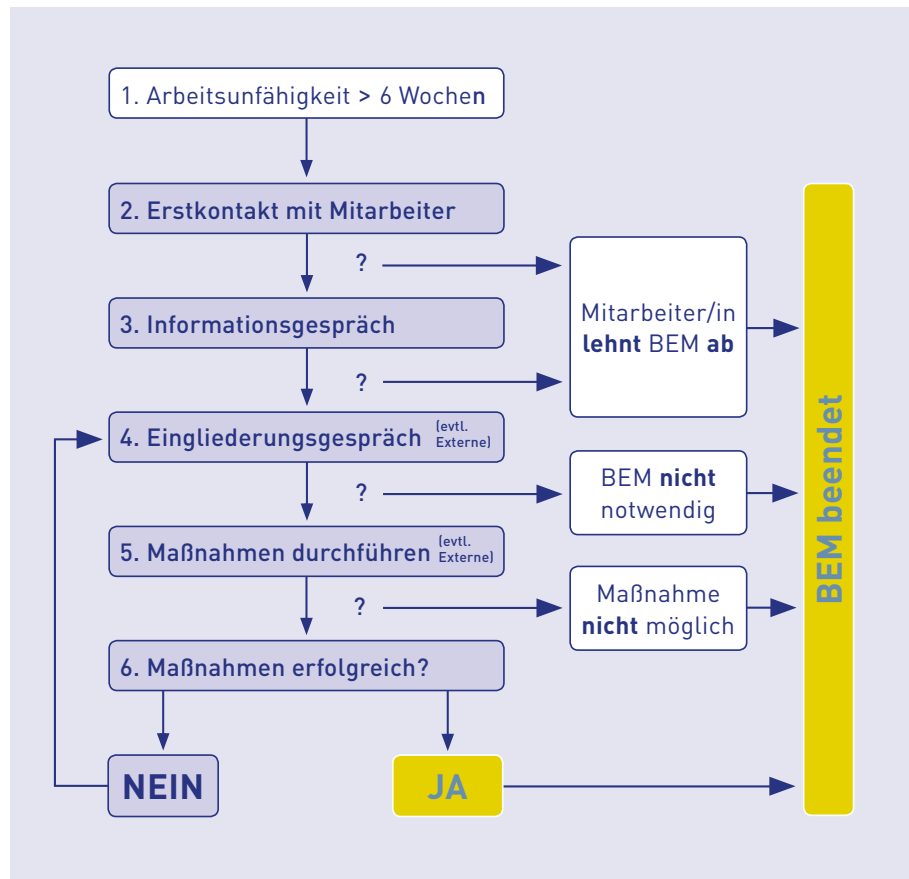 1. Arbeitsunfähigkeit > 6 Wochen
2. Erstkontakt mit Mitarbeiter
?
Mitarbeiter/in
lehnt BEM ab
3. Informationsgespräch
?
4. Eingliederungsgespräch (evtl.
Externe)
?
BEM nicht
notwendig
5. Maßnahmen durchführen (evtl.
Externe)
?
Maßnahme
nicht möglich
6. Maßnahmen erfolgreich?
NEIN
JA
BEM beendet